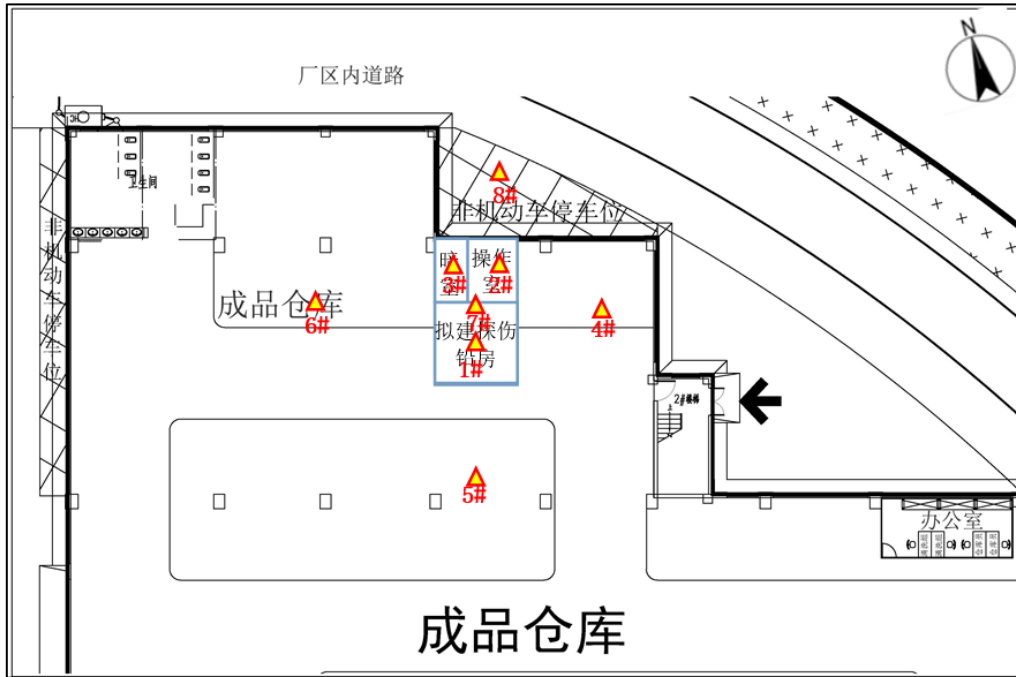 N
厂区内道路
卫生间
8#
非机动车停车位
非机动车停车位
暗室
操作室
3#
2#
成品仓库
6#
7#
4#
拟建探伤
铅房
1#
2#楼梯
上
5#
办公室
成品仓库